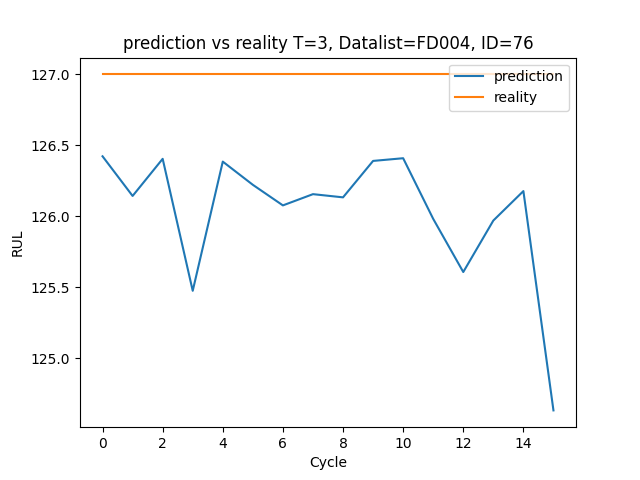 prediction vs reality T=3, Datalist=FD004, ID=76
127.0
126.5
126.0
125.5
125.0
RUL
prediction
reality
0 2 4 6 8 10 12 14
Cycle